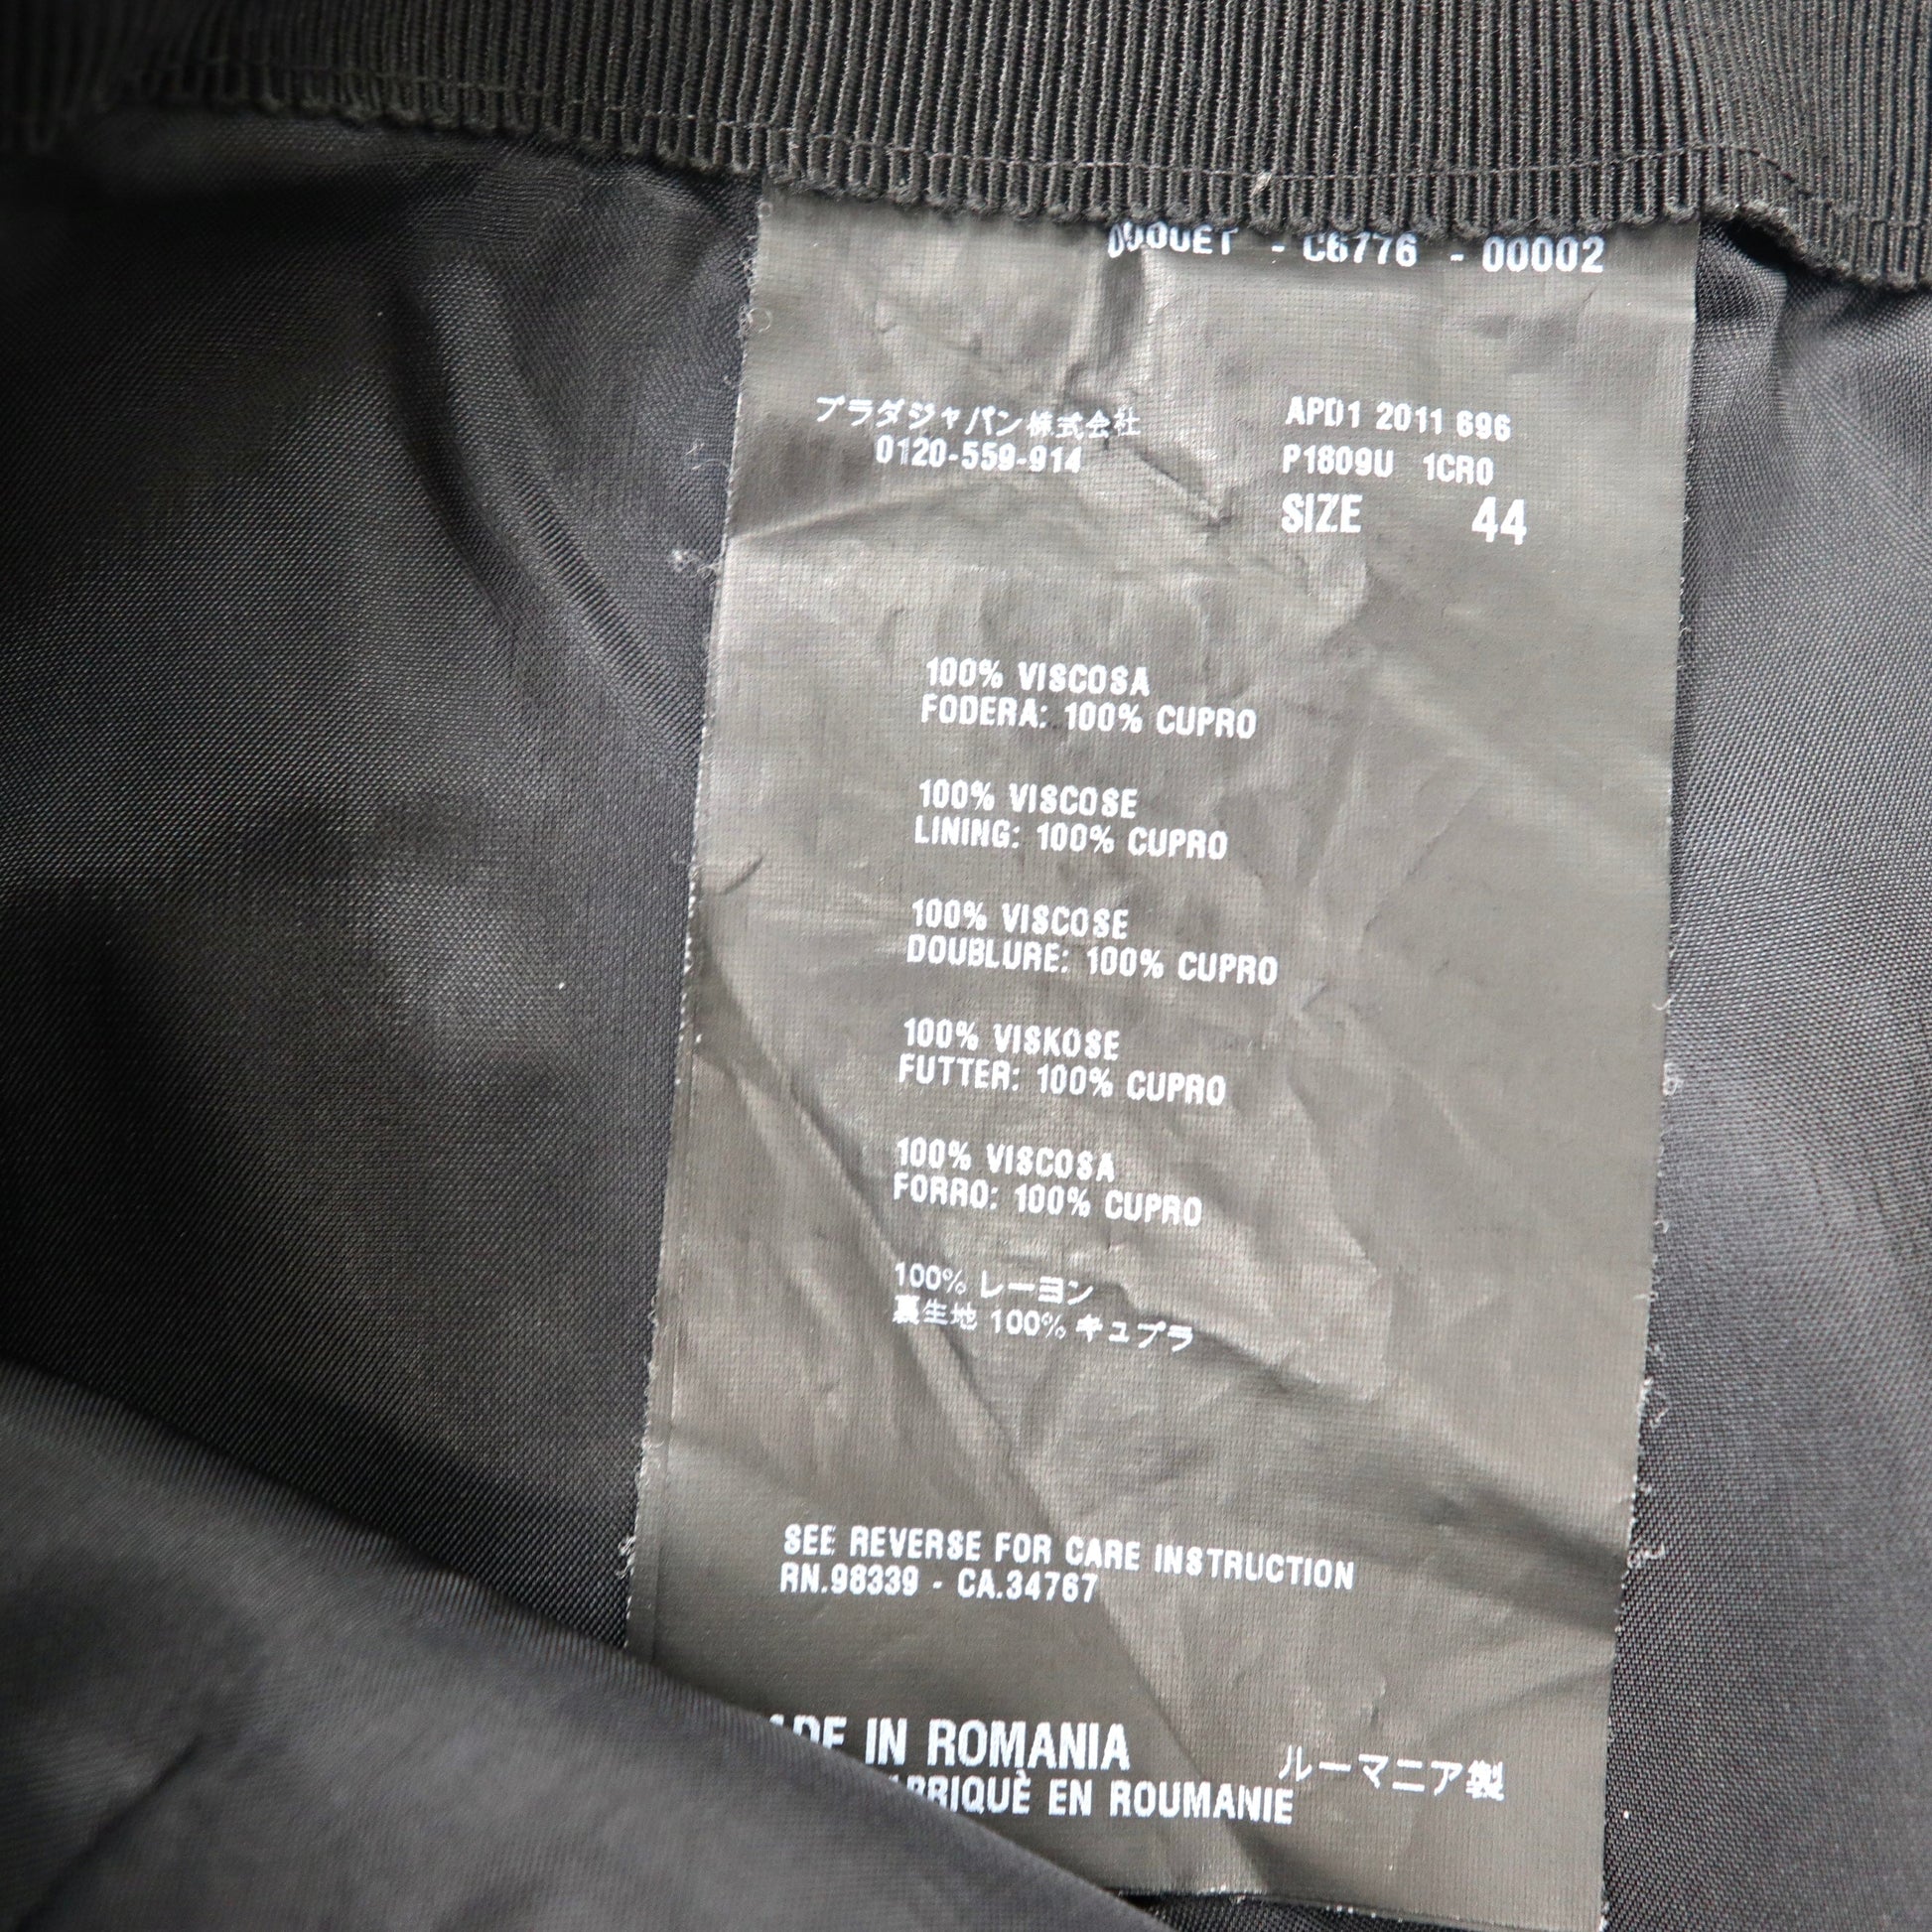 - C6776 - 00002
プラダジャパン株式会社
0120-559-914
APD1 2011 696
P1809U 1CR0
SIZE 44
100% VISCOSA
FODERA: 100% CUPRO
100% VISCOSE
LINING: 100% CUPRO
100% VISCOSE
DOUBLURE: 100% CUPRO
100% VISKOSE
FUTTER: 100% CUPRO
100% VISCOSA
FORRO: 100% CUPRO
100% レーヨン
裏生地 100% キュプラ
SEE REVERSE FOR CARE INSTRUCTION
RN.98339 - CA.34767
ADE IN ROMANIA
ルーマニア製
BRIQUÈ EN ROUMANIE